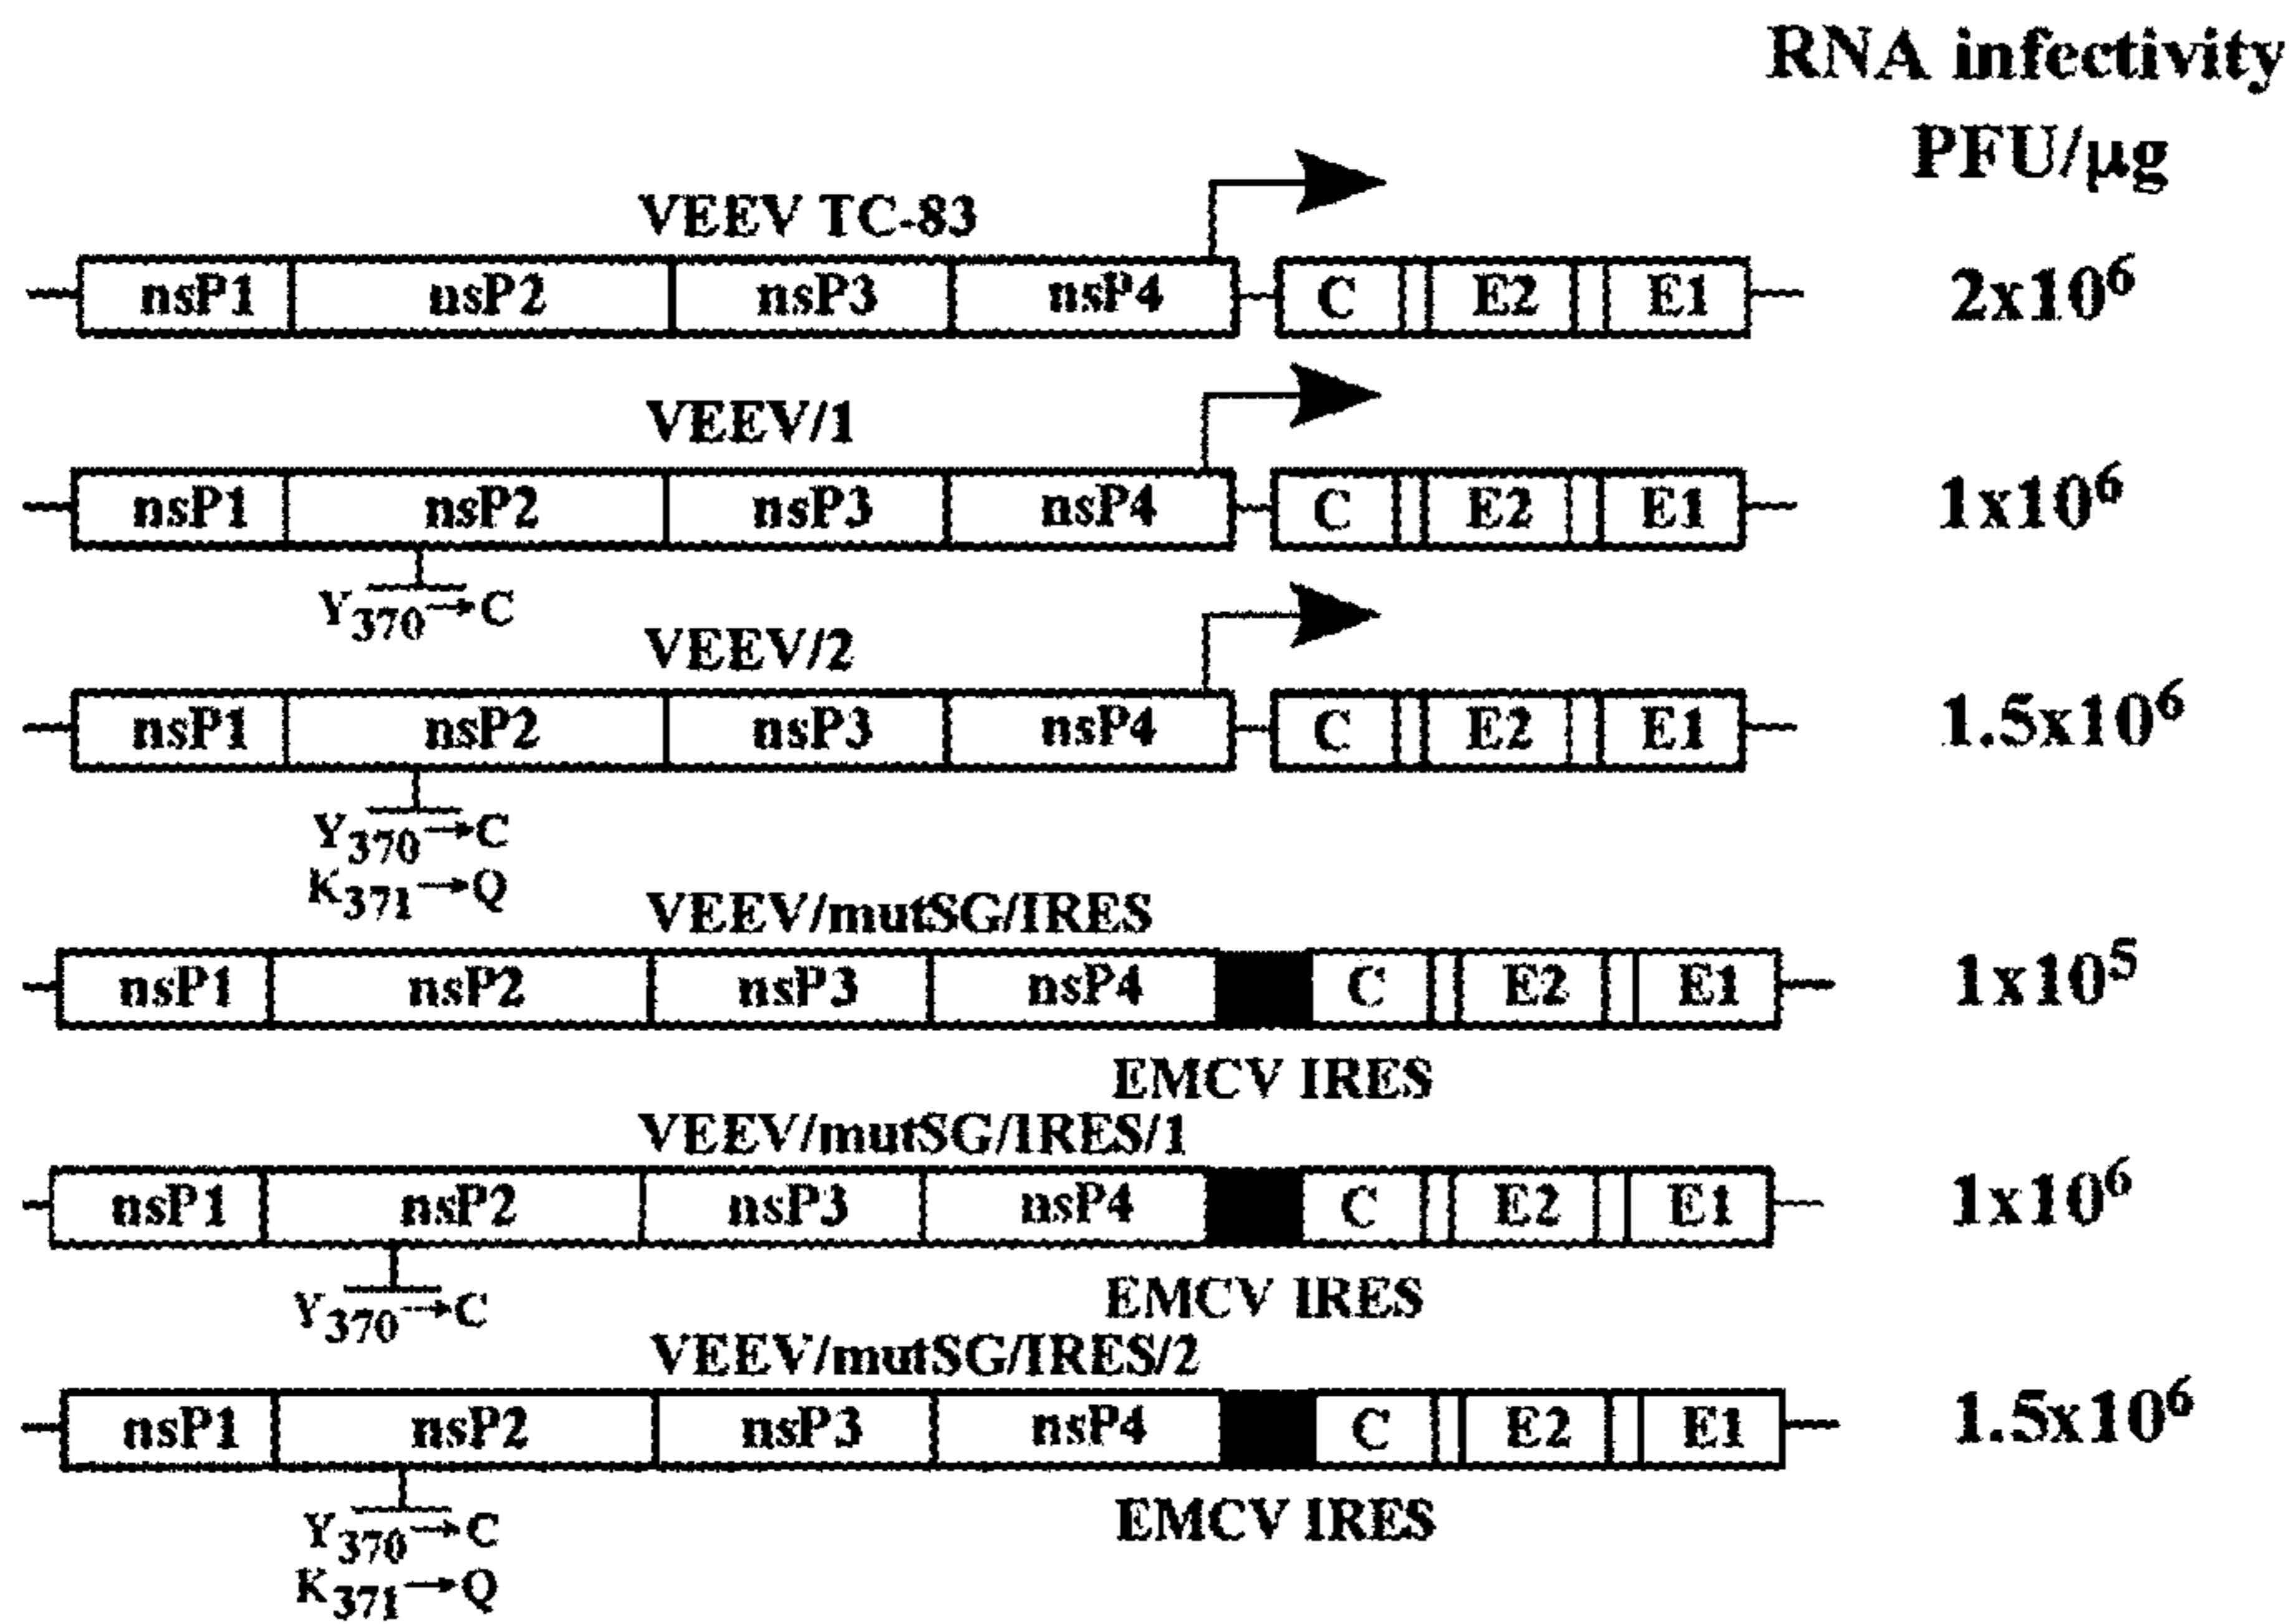 RNA infectivity
PFU/μg
VEEV TC-83
nsP1 nsP2 nsP3 nsP4 C E2 E1 2x10⁶
VEEV/1
nsP1 nsP2 nsP3 nsP4 C E2 E1 1x10⁶
Y₃₇₀→C
VEEV/2
nsP1 nsP2 nsP3 nsP4 C E2 E1 1.5x10⁶
Y₃₇₀→C
K₃₇₁→Q
VEEV/mutSG/IRES
nsP1 nsP2 nsP3 nsP4 C E2 E1 1x10⁵
EMCV IRES
VEEV/mutSG/IRES/1
nsP1 nsP2 nsP3 nsP4 C E2 E1 1x10⁶
Y₃₇₀→C EMCV IRES
VEEV/mutSG/IRES/2
nsP1 nsP2 nsP3 nsP4 C E2 E1 1.5x10⁶
Y₃₇₀→C EMCV IRES
K₃₇₁→Q